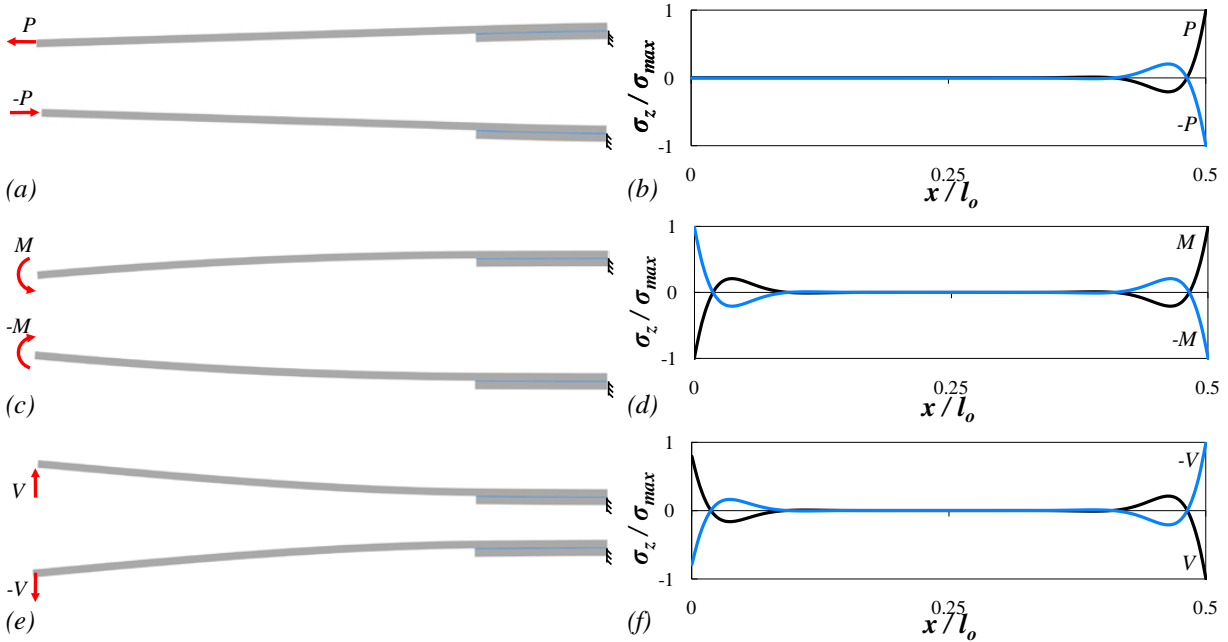 P
-P
(a)
σz / σmax
1
0
-1
P
-P
0
0.25
0.5
x / lo
(b)
M
-M
(c)
σz / σmax
1
0
-1
M
-M
0
0.25
0.5
x / lo
(d)
V
-V
(e)
σz / σmax
1
0
-1
-V
V
0
0.25
0.5
x / lo
(f)